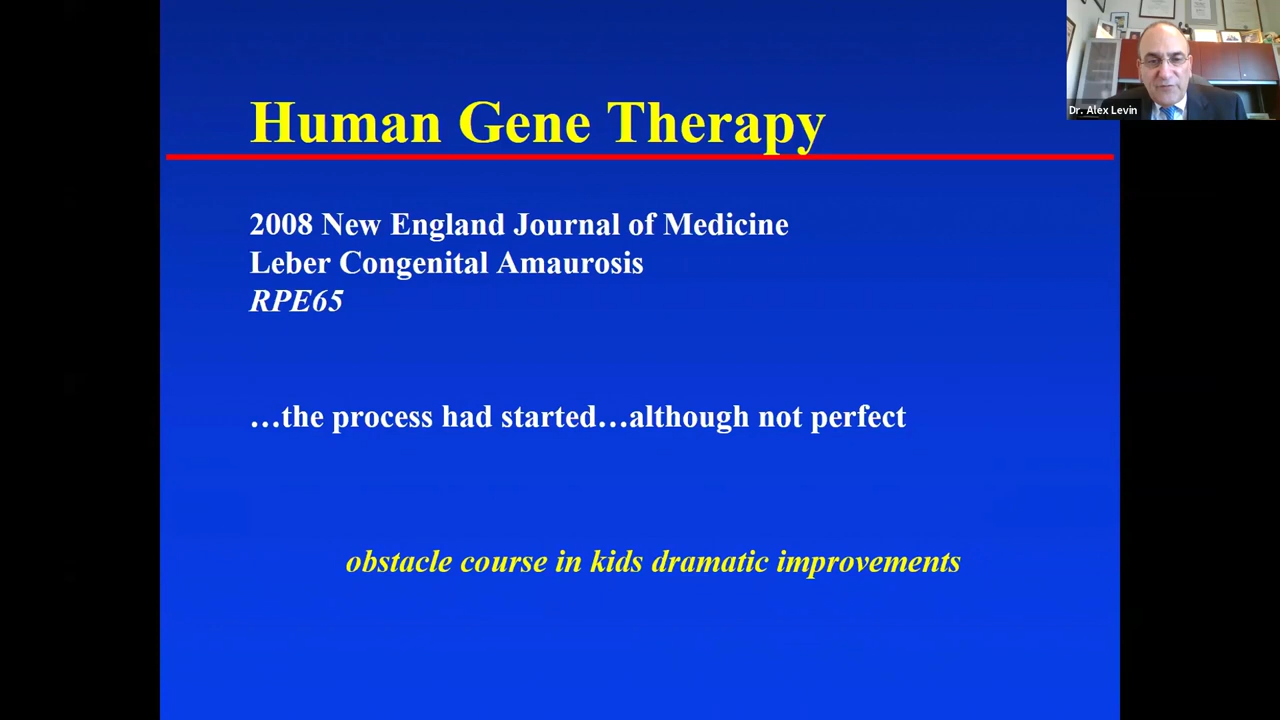 Human Gene Therapy
Dr. Alex Levin
2008 New England Journal of Medicine
Leber Congenital Amaurosis
RPE65
…the process had started…although not perfect
obstacle course in kids dramatic improvements